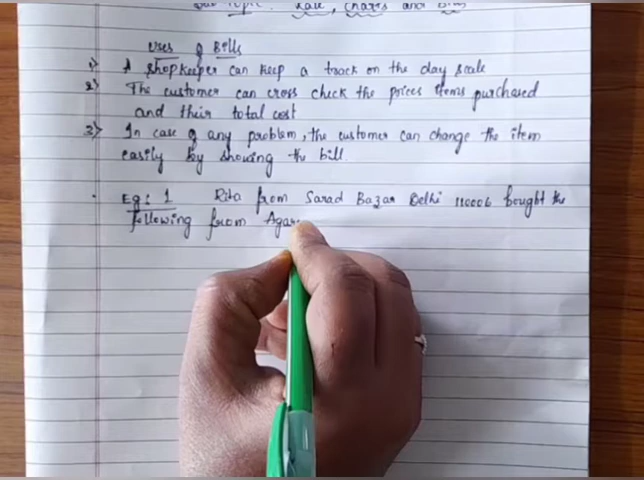 Sub Topic: Rate, Charts and Bills
Uses of Bills
1) A shopkeeper can keep a track on the day scale
2) The customer can cross check the prices items purchased
and their total cost
3) In case of any problem, the customer can change the item
easily by showing the bill.
Eg: 1 Rita from Sarad Bazar Delhi 110006 bought the
following from Agar